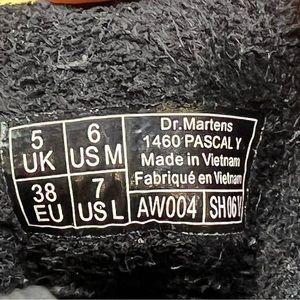 5
UK
6
US M
38
EU
7
US L
Dr.Martens
1460 PASCAL Y
Made in Vietnam
Fabriqué en Vietnam
AW004